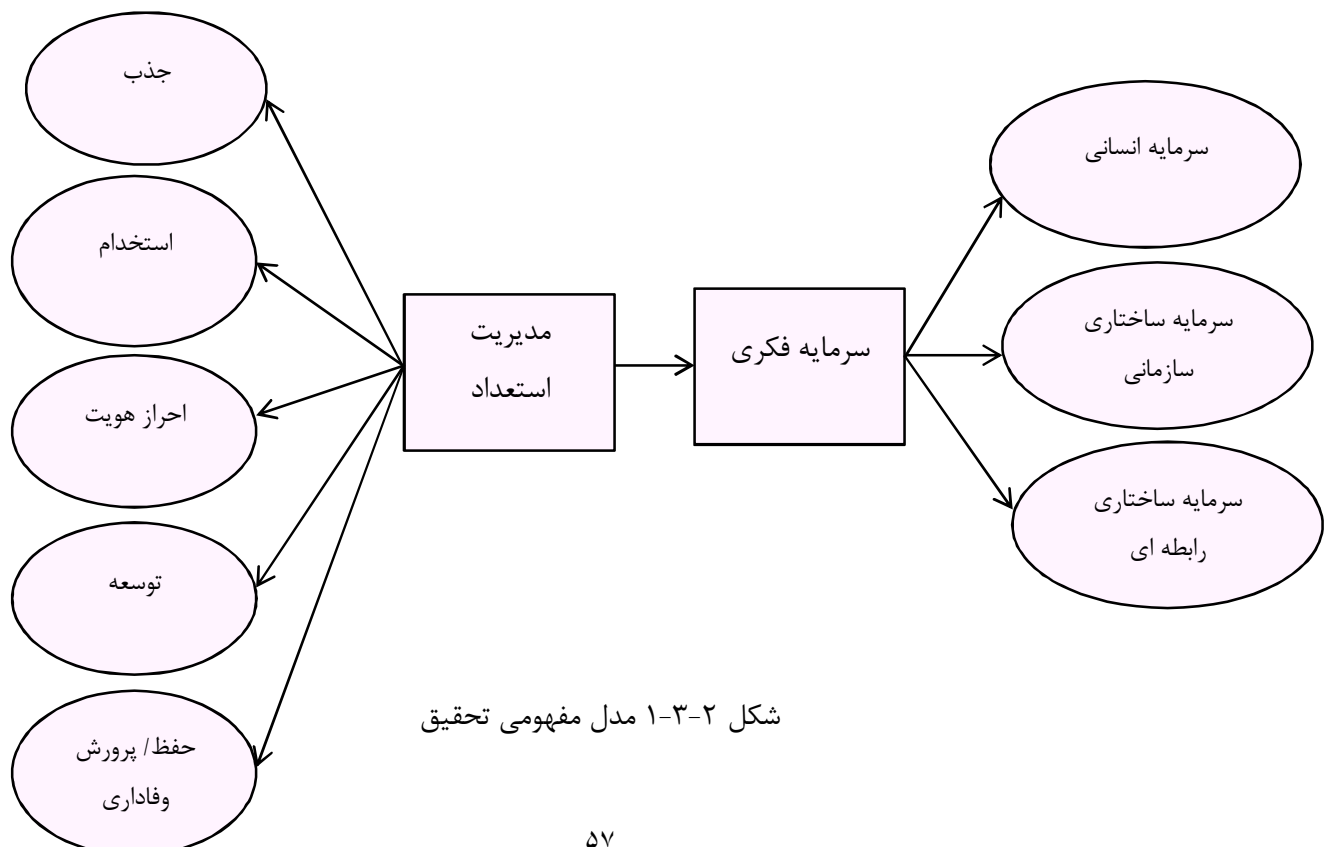 جذب
استخدام
احراز هویت
توسعه
حفظ/ پرورش
وفاداری
مدیریت
استعداد
سرمایه فکری
سرمایه انسانی
سرمایه ساختاری
سازمانی
سرمایه ساختاری
رابطه ای
شکل ۲-۳-۱ مدل مفهومی تحقیق
۵۷